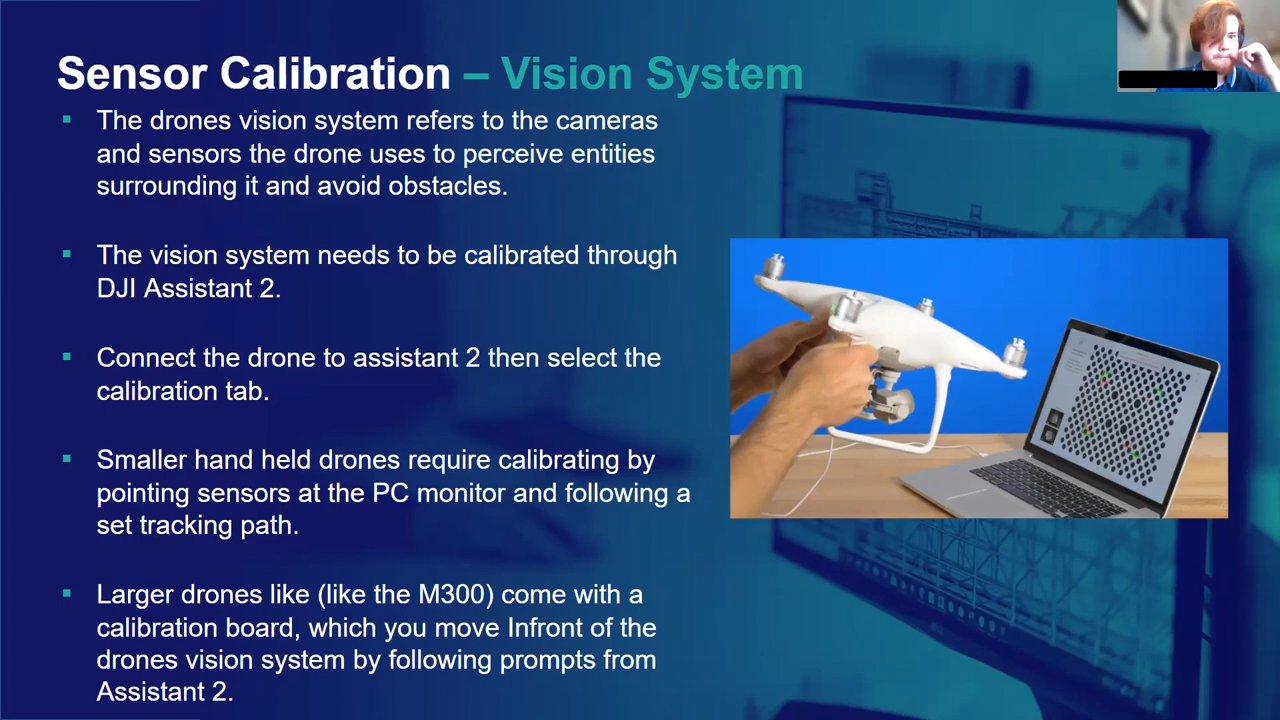 Sensor Calibration – Vision System
▪ The drones vision system refers to the cameras
and sensors the drone uses to perceive entities
surrounding it and avoid obstacles.
▪ The vision system needs to be calibrated through
DJI Assistant 2.
▪ Connect the drone to assistant 2 then select the
calibration tab.
▪ Smaller hand held drones require calibrating by
pointing sensors at the PC monitor and following a
set tracking path.
▪ Larger drones like (like the M300) come with a
calibration board, which you move Infront of the
drones vision system by following prompts from
Assistant 2.